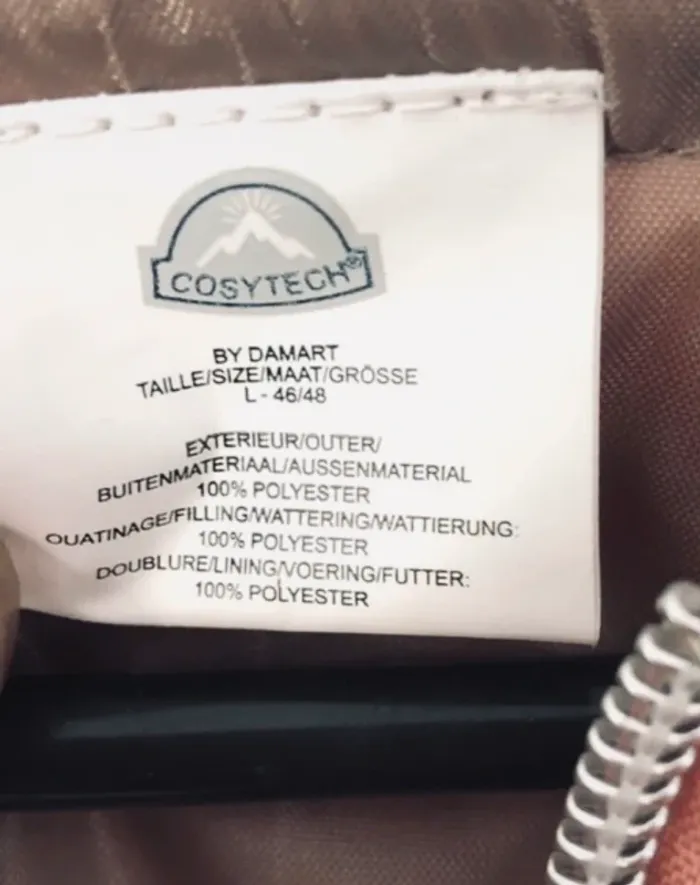 COSYTECH®
BY DAMART
TAILLE/SIZE/MAAT/GRÖSSE
L - 46/48
EXTERIEUR/OUTER/
BUITENMATERIAAL/AUSSENMATERIAL
100% POLYESTER
OUATINAGE/FILLING/WATTERING/WATTIERUNG:
100% POLYESTER
DOUBLURE/LINING/VOERING/FUTTER:
100% POLYESTER